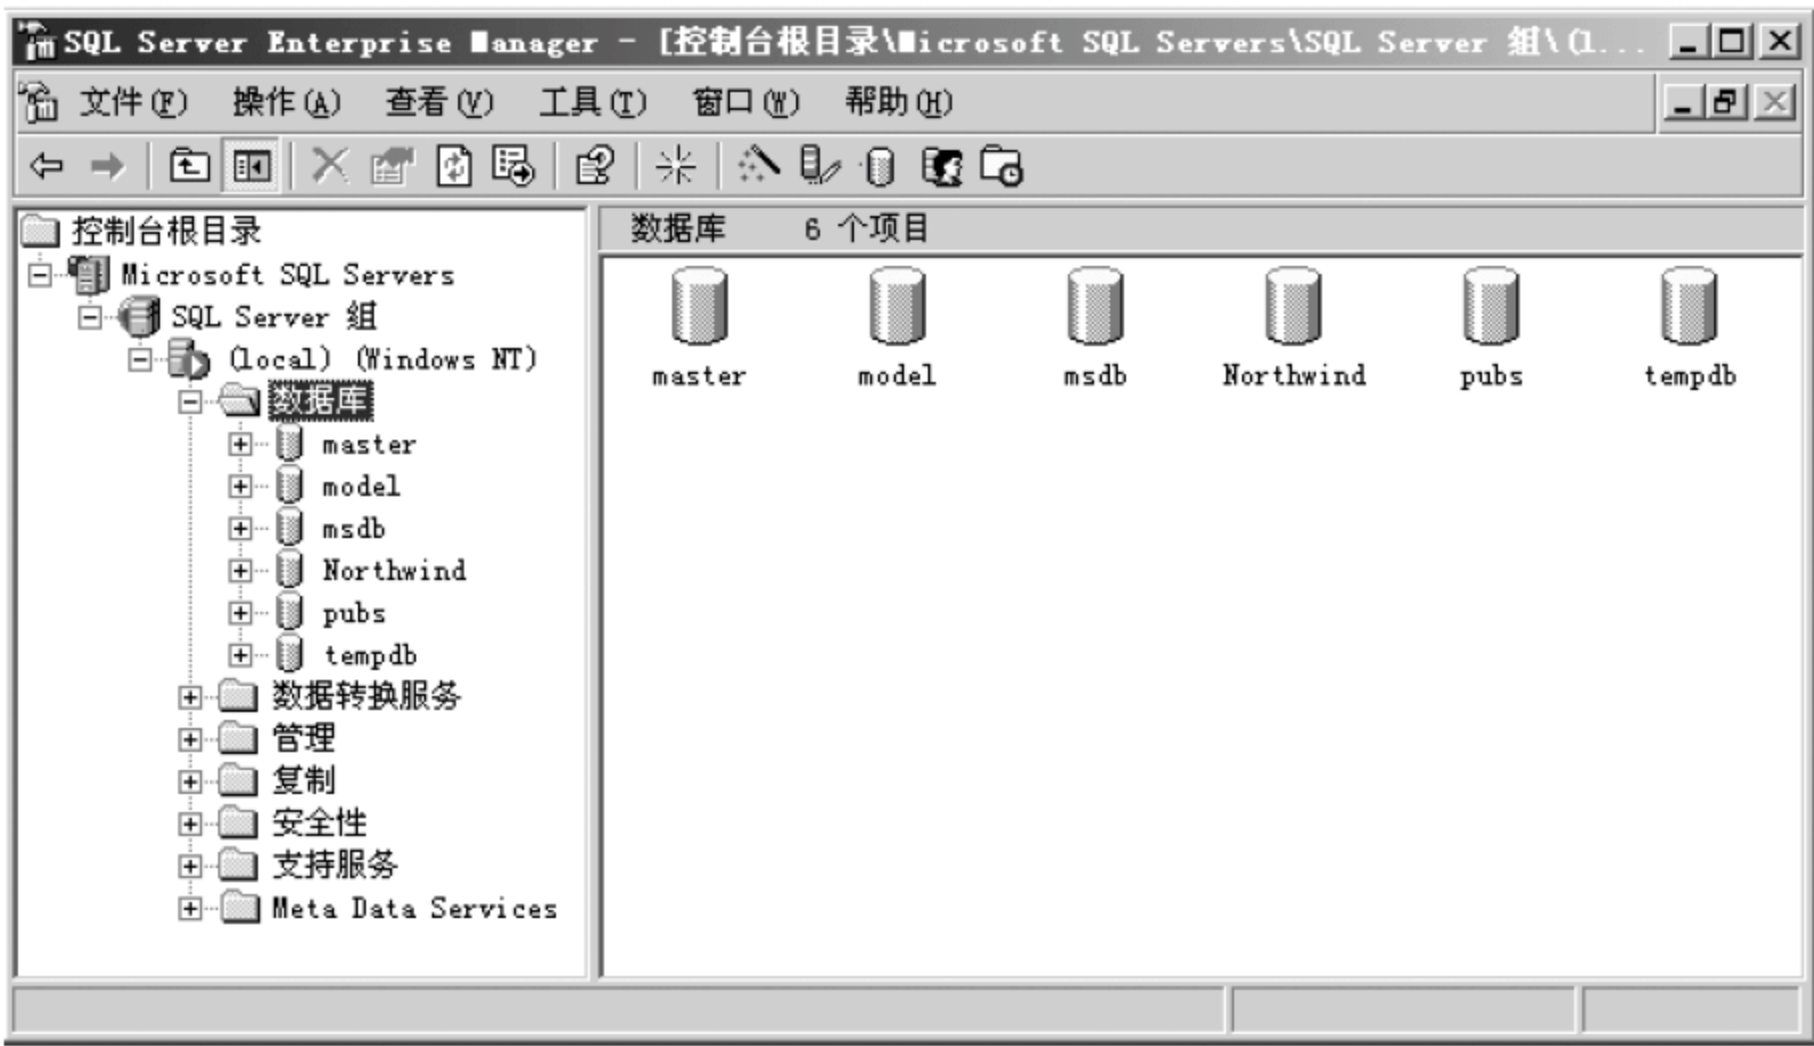 SQL Server Enterprise Manager - [控制台根目录\Microsoft SQL Servers\SQL Server 组\(l...
文件(F) 操作(A) 查看(V) 工具(T) 窗口(W) 帮助(H)
控制台根目录
Microsoft SQL Servers
SQL Server 组
(local) (Windows NT)
数据库
master
model
msdb
Northwind
pubs
tempdb
数据转换服务
管理
复制
安全性
支持服务
Meta Data Services
数据库 6 个项目
master model msdb Northwind pubs tempdb